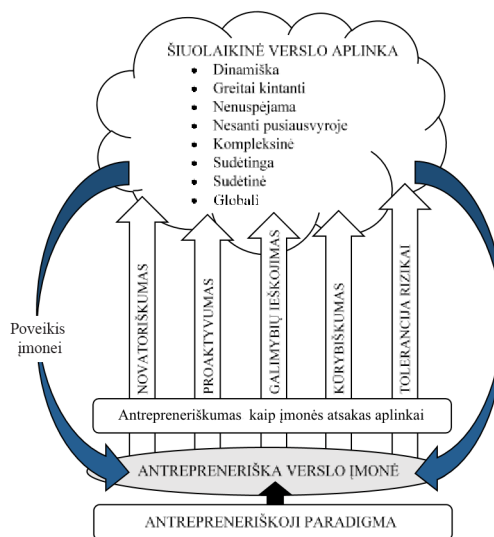 ŠIUOLAIKINĖ VERSLO APLINKA
• Dinamiška
• Greitai kintanti
• Nenuspėjama
• Nesanti pusiausvyroje
• Kompleksinė
• Sudėtinga
• Sudėtinė
• Globali
NOVATORIŠKUMAS
PROAKTYVUMAS
GALIMYBIŲ IEŠKOJIMAS
KŪRYBIŠKUMAS
TOLERANCIJA RIZIKAI
Poveikis
įmonei
Antrepreneriškumas kaip įmonės atsakas aplinkai
ANTREPRENERIŠKA VERSLO ĮMONĖ
ANTREPRENERIŠKOJI PARADIGMA